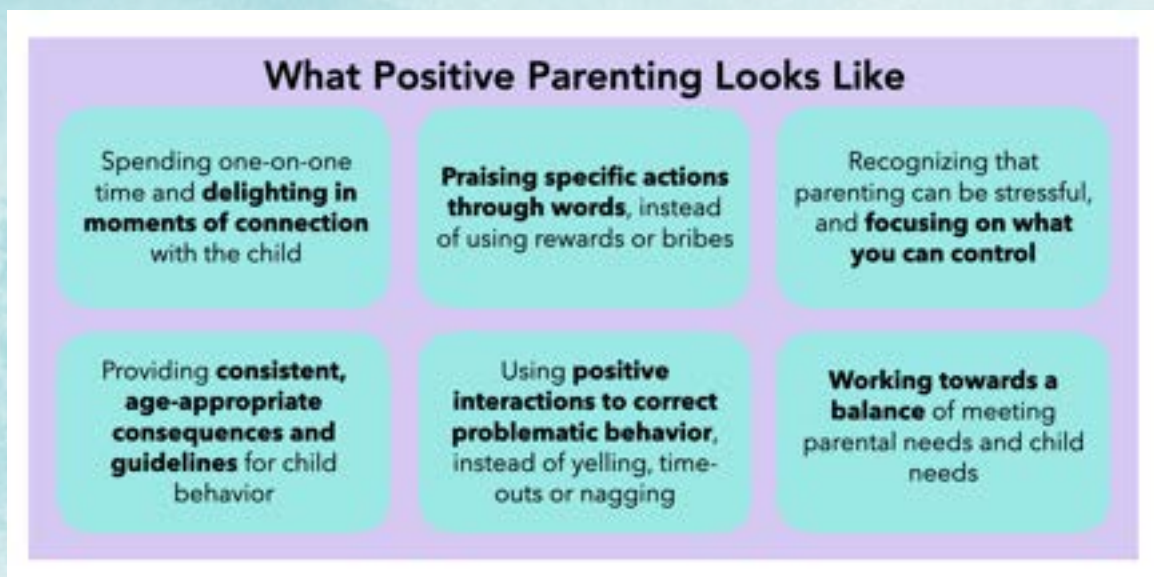 What Positive Parenting Looks Like
Spending one-on-one
time and delighting in
moments of connection
with the child
Praising specific actions
through words, instead
of using rewards or bribes
Recognizing that
parenting can be stressful,
and focusing on what
you can control
Providing consistent,
age-appropriate
consequences and
guidelines for child
behavior
Using positive
interactions to correct
problematic behavior,
instead of yelling, time-
outs or nagging
Working towards a
balance of meeting
parental needs and child
needs